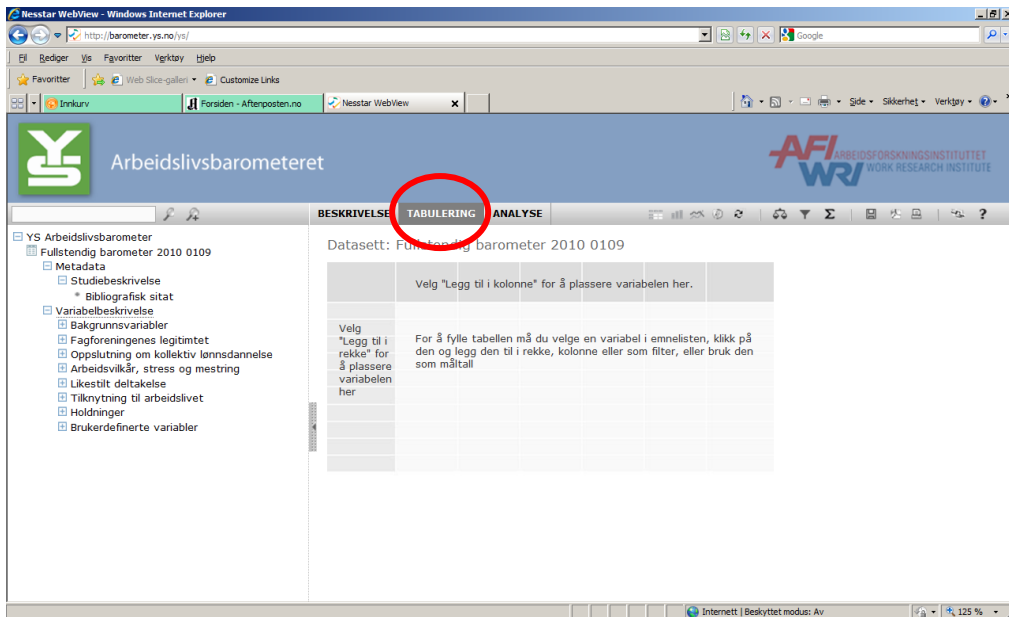 Nesstar WebView - Windows Internet Explorer
http://barometer.ys.no/ys/
Google
Fil Rediger Vis Favoritter Verktøy Hjelp
Favoritter Web Slice-galleri Customize Links
Innkurv Forsiden - Aftenposten.no Nesstar WebView Side Sikkerhet Verktøy
YS Arbeidslivsbarometeret
AFI ARBEIDSFORSKNINGSINSTITUTTET
WRI WORK RESEARCH INSTITUTE
BESKRIVELSE TABULERING ANALYSE
YS Arbeidslivsbarometer
Fullstendig barometer 2010 0109
Metadata
Studiebeskrivelse
* Bibliografisk sitat
Variabelbeskrivelse
Bakgrunnsvariabler
Fagforeningenes legitimtet
Oppslutning om kollektiv lønnsdannelse
Arbeidsvilkår, stress og mestring
Likestilt deltakelse
Tilknytning til arbeidslivet
Holdninger
Brukerdefinerte variabler
Datasett: Fullstendig barometer 2010 0109
Velg "Legg til i kolonne" for å plassere variabelen her.
Velg
"Legg til i
rekke" for
å plassere
variabelen
her
For å fylle tabellen må du velge en variabel i emnelisten, klikk på
den og legg den til i rekke, kolonne eller som filter, eller bruk den
som måltall
Internett | Beskyttet modus: Av 125 %